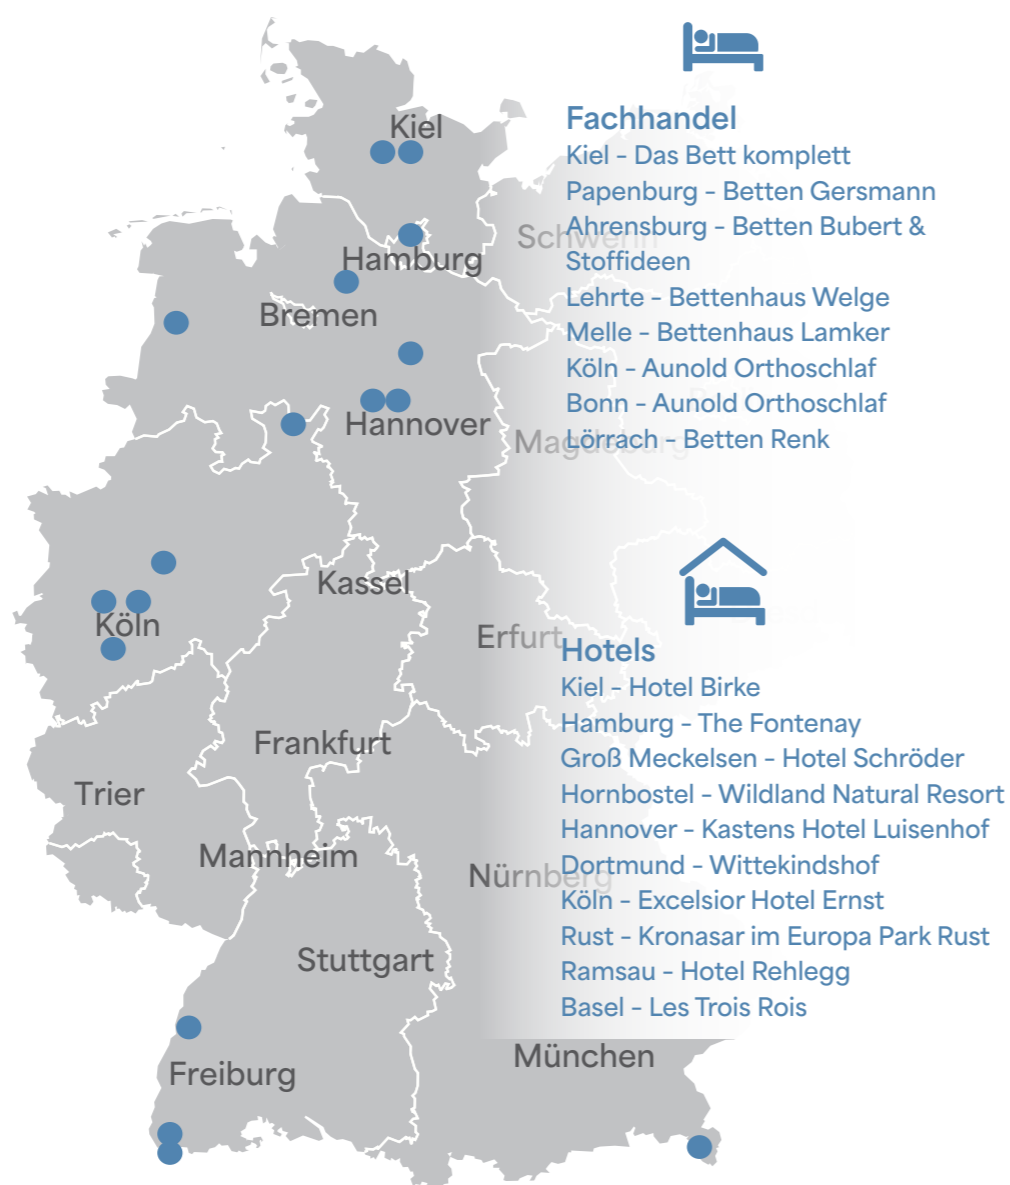 Kiel
Hamburg
Bremen
Hannover
Schwerin
Magdeburg
Kassel
Köln
Erfurt
Frankfurt
Trier
Mannheim
Nürnberg
Stuttgart
Freiburg
München
Fachhandel
Kiel – Das Bett komplett
Papenburg – Betten Gersmann
Ahrensburg – Betten Bubert &
Stoffideen
Lehrte – Bettenhaus Welge
Melle – Bettenhaus Lamker
Köln – Aunold Orthoschlaf
Bonn – Aunold Orthoschlaf
Lörrach – Betten Renk
Hotels
Kiel – Hotel Birke
Hamburg – The Fontenay
Groß Meckelsen – Hotel Schröder
Hornbostel – Wildland Natural Resort
Hannover – Kastens Hotel Luisenhof
Dortmund – Wittekindshof
Köln – Excelsior Hotel Ernst
Rust – Kronasar im Europa Park Rust
Ramsau – Hotel Rehlegg
Basel – Les Trois Rois